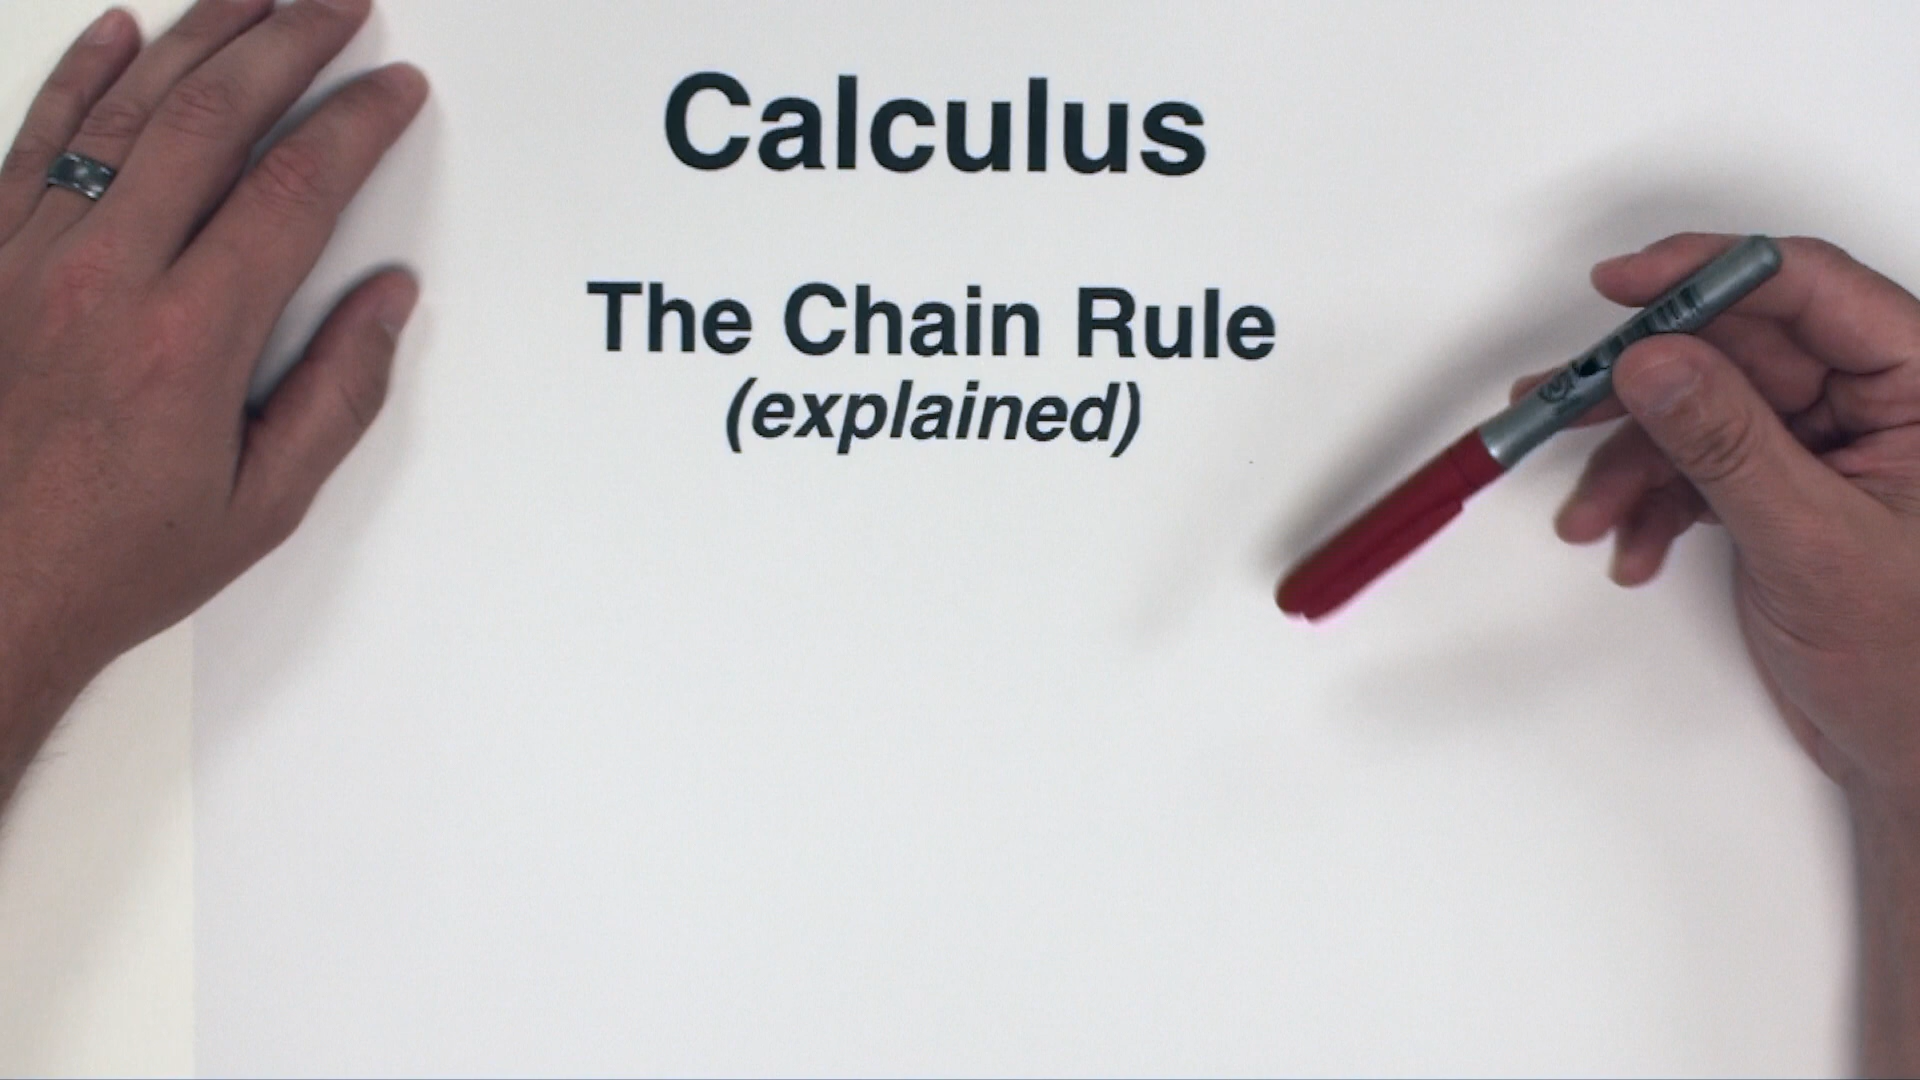 Calculus
The Chain Rule
(explained)